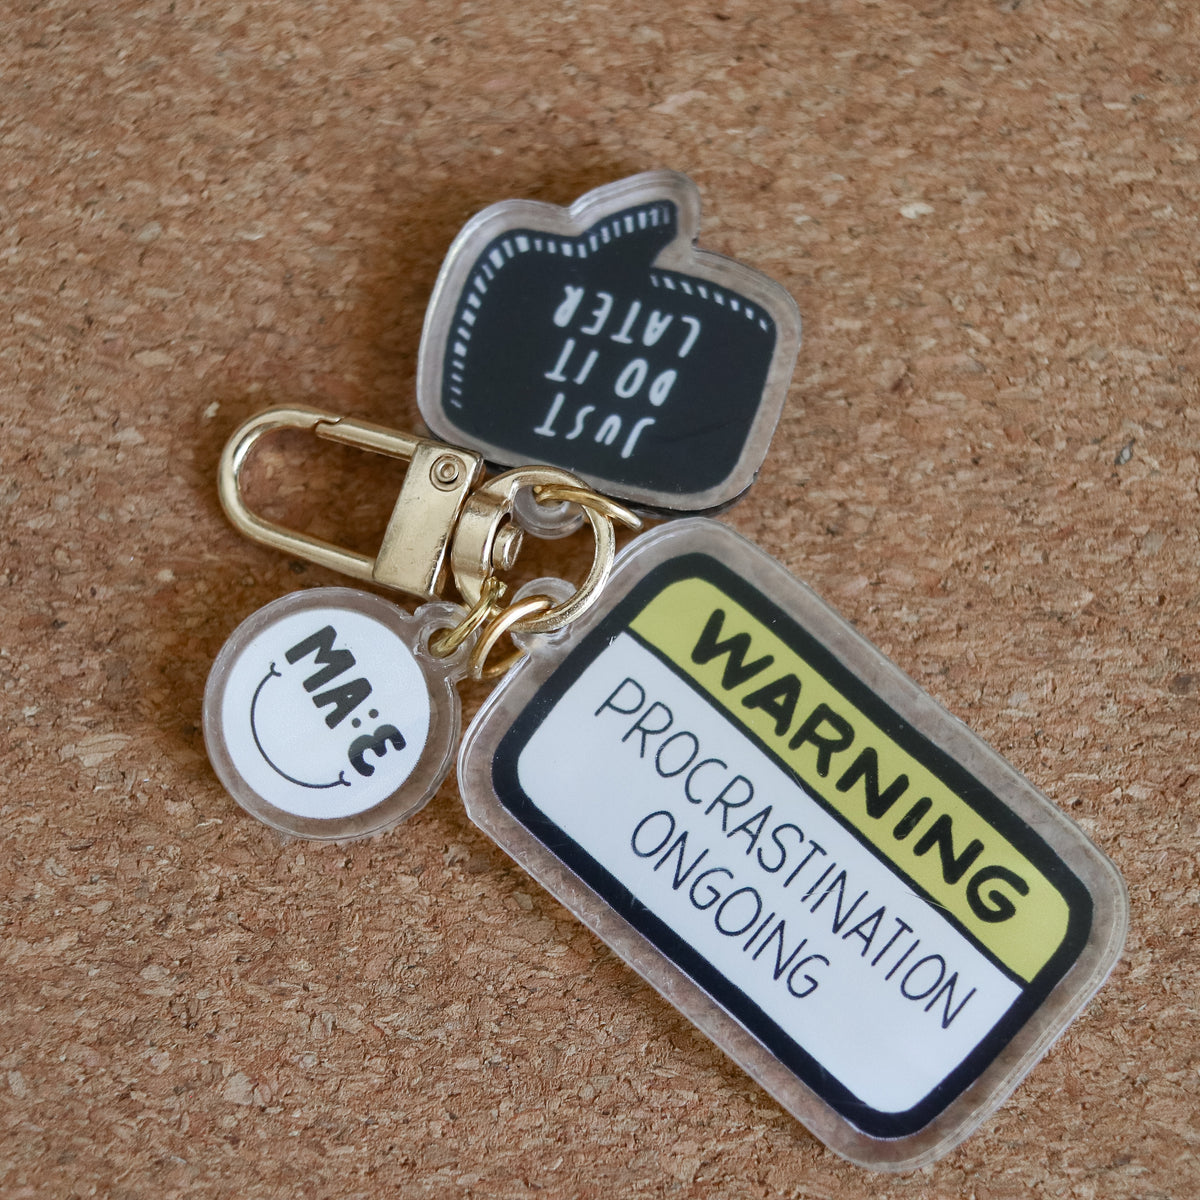 JUST
DO IT
LATER
MA:E
WARNING
PROCRASTINATION
ONGOING